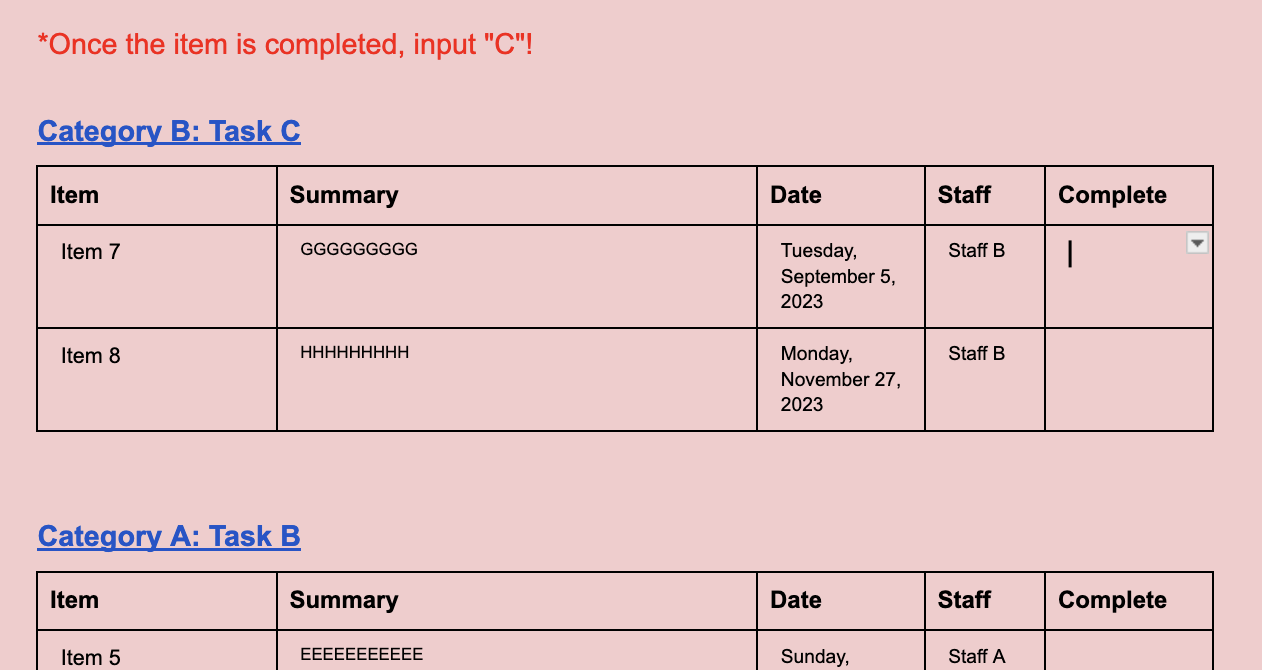 *Once the item is completed, input "C"!
Category B: Task C
Item Summary Date Staff Complete
Item 7 GGGGGGGGG Tuesday, Staff B
September 5,
2023
Item 8 HHHHHHHHH Monday, Staff B
November 27,
2023
Category A: Task B
Item Summary Date Staff Complete
Item 5 EEEEEEEEEEE Sunday, Staff A